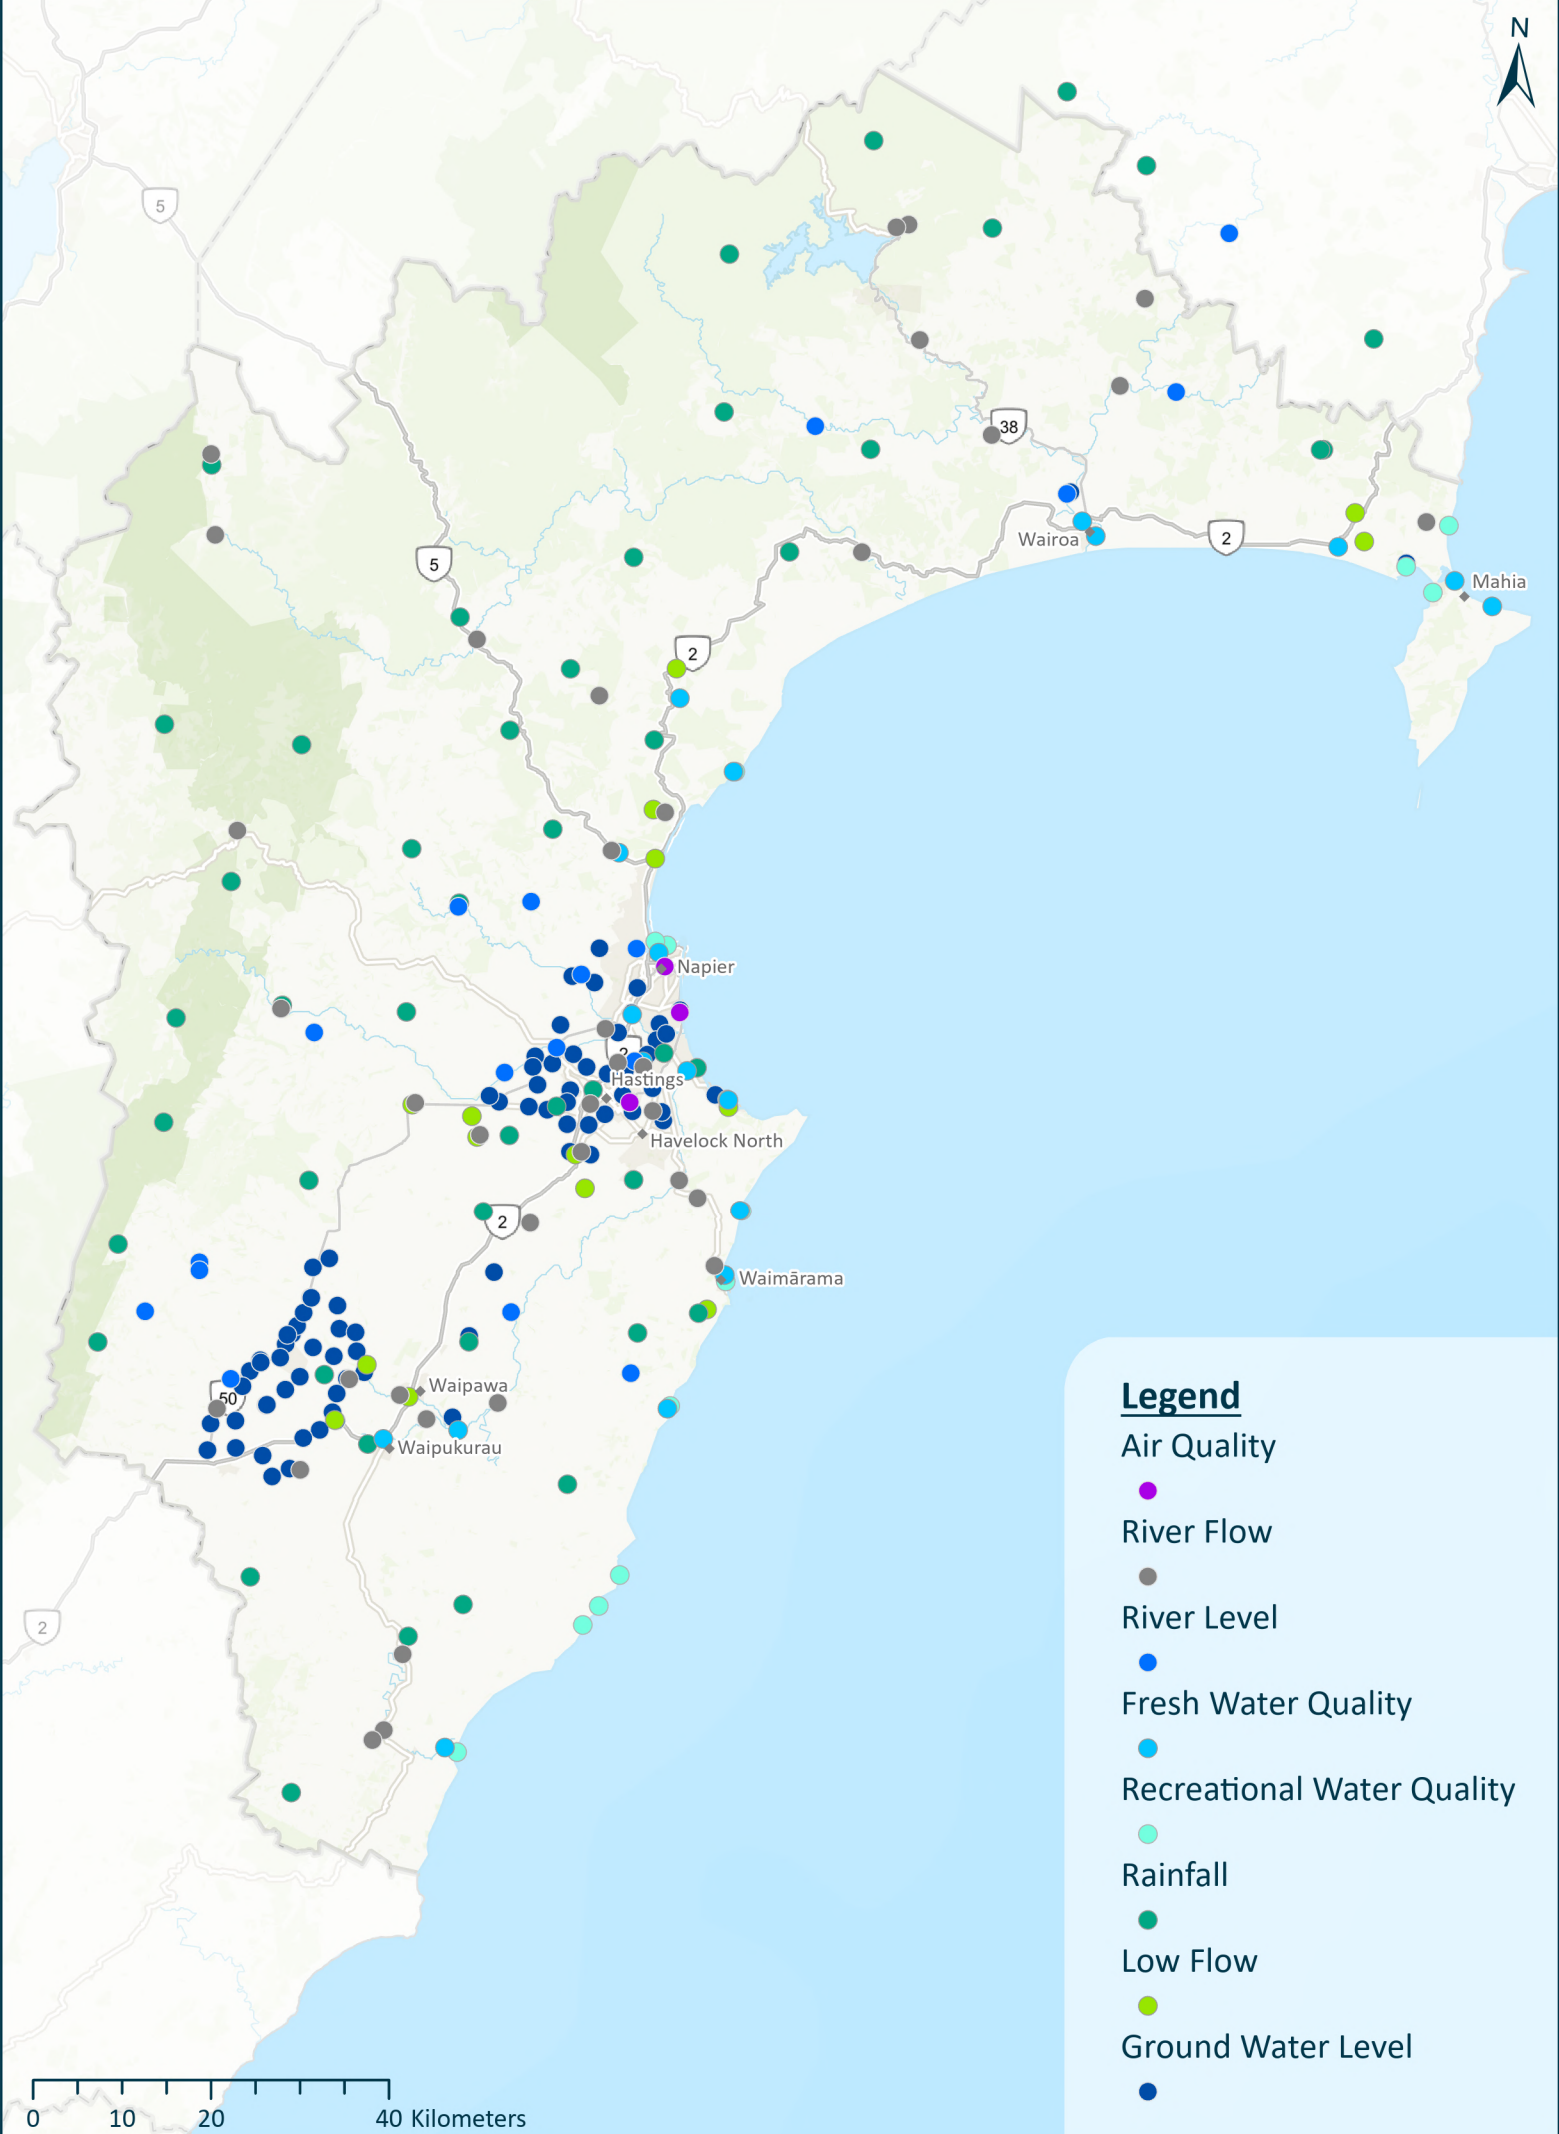 N
5
38
5
2
Wairoa
Mahia
2
Napier
2
Hastings
Havelock North
2
Waimārama
50
Waipawa
Waipukurau
2
Legend
Air Quality
River Flow
River Level
Fresh Water Quality
Recreational Water Quality
Rainfall
Low Flow
Ground Water Level
0 10 20 40 Kilometers